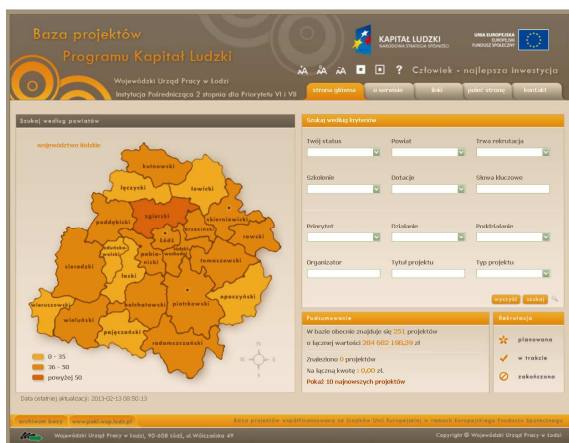 Baza projektów
Programu Kapitał Ludzki
Wojewódzki Urząd Pracy w Łodzi
Instytucja Pośrednicząca 2 stopnia dla Priorytetu VI i VII
KAPITAŁ LUDZKI
NARODOWA STRATEGIA SPÓJNOŚCI
UNIA EUROPEJSKA
EUROPEJSKI
FUNDUSZ SPOŁECZNY
A A A ?
Człowiek - najlepsza inwestycja
strona główna
o serwisie
linki
poleć stronę
kontakt
Szukaj według powiatów
województwo łódzkie
kutnowski
łęczycki
łowicki
poddębicki
zgierski
skierniewicki
brzeziński
Łódź
rawski
zduńsko-
wolski
pabia-
nicki
łódzki
wschodni
sieradzki
łaski
tomaszowski
wieruszowski
bełchatowski
piotrkowski
opoczyński
wieluński
pajęczański
radomszczański
N
W
E
S
0 - 35
36 - 50
powyżej 50
Data ostatniej aktualizacji: 2013-02-13 08:50:13
Szukaj według kryteriów
Twój status
Powiat
Trwa rekrutacja
Szkolenie
Dotacje
Słowa kluczowe
Priorytet
Działanie
Poddziałanie
Organizator
Tytuł projektu
Typ projektu
wyczyść
szukaj
Podsumowanie
W bazie obecnie znajduje się 251 projektów
o łącznej wartości 284 682 198,39 zł
Znaleziono 0 projektów
Na łączną kwotę : 0,00 zł.
Pokaż 10 najnowszych projektów
Rekrutacja
planowana
w trakcie
zakończona
archiwum bazy
www.pokl.wup.lodz.pl
Baza projektów współfinansowana ze środków Unii Europejskiej w ramach Europejskiego Funduszu Społecznego
Wojewódzki Urząd Pracy w Łodzi, 90-608 Łódź, ul.Wólczańska 49
Copyright © Wojewódzki Urząd Pracy w Łodzi